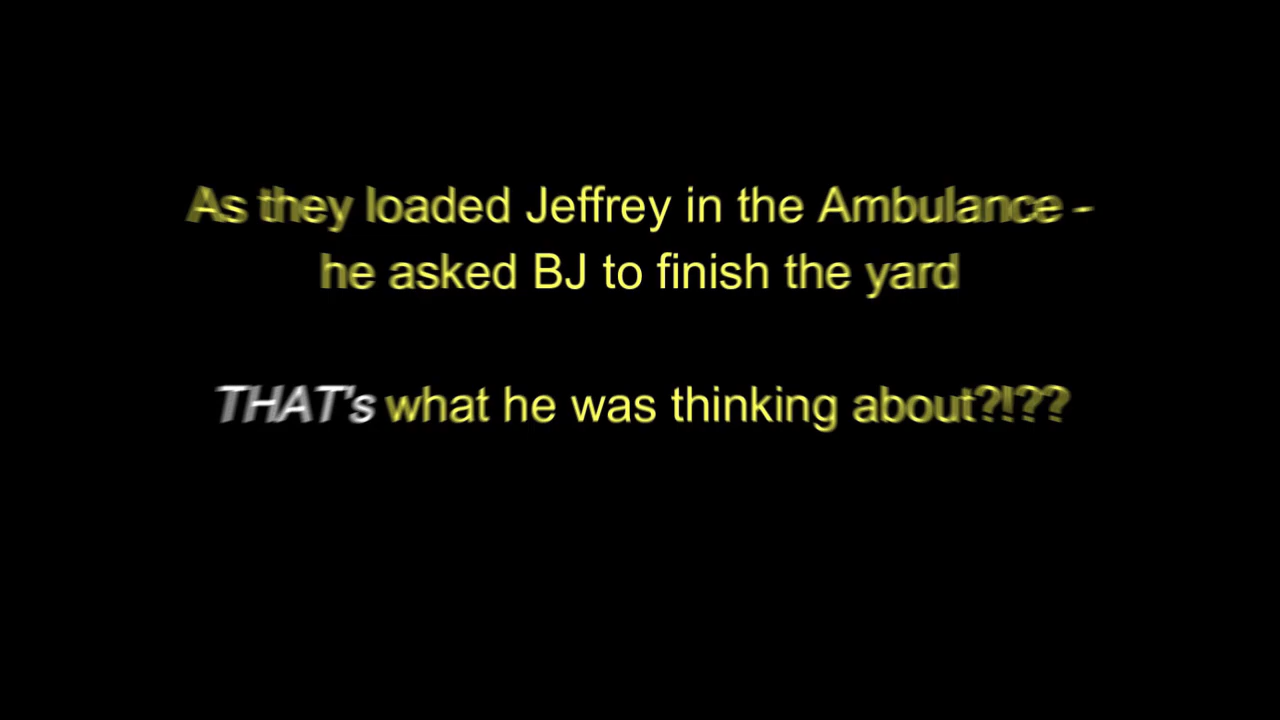 As they loaded Jeffrey in the Ambulance -
he asked BJ to finish the yard
THAT's what he was thinking about?!??